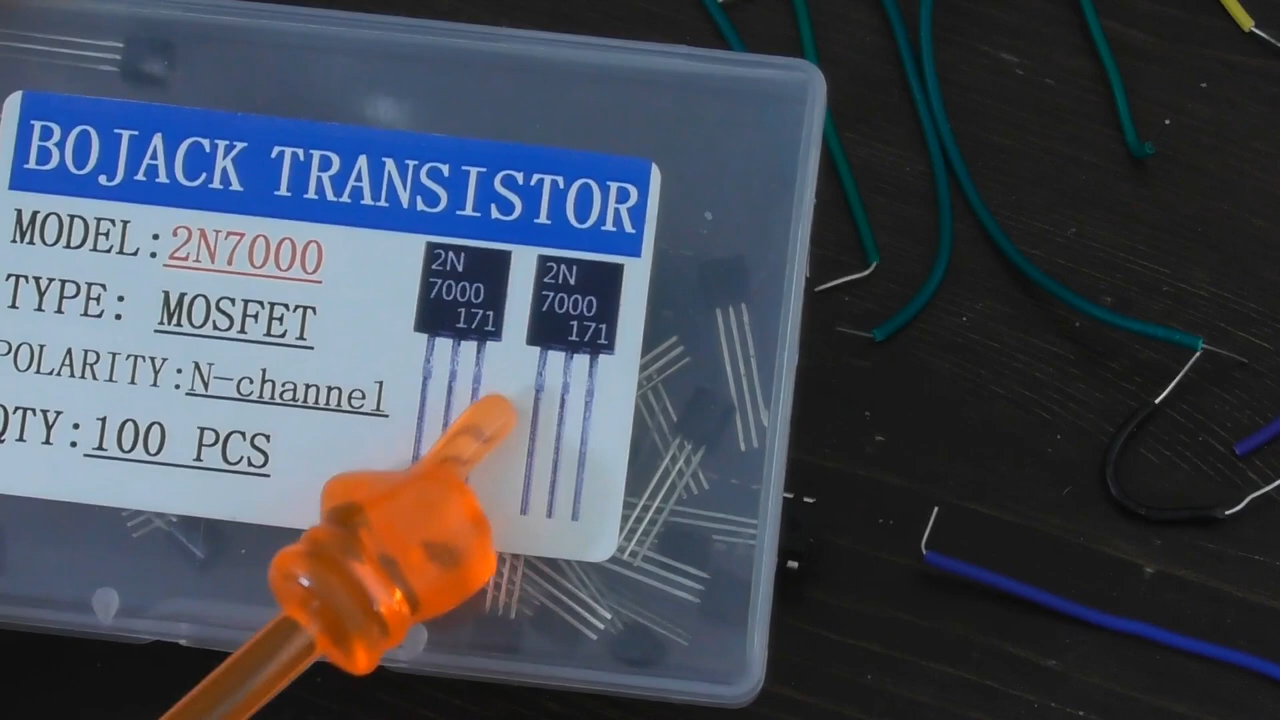 BOJACK TRANSISTOR
MODEL: 2N7000
TYPE: MOSFET
POLARITY: N-channel
QTY: 100 PCS
2N
7000
171
2N
7000
171